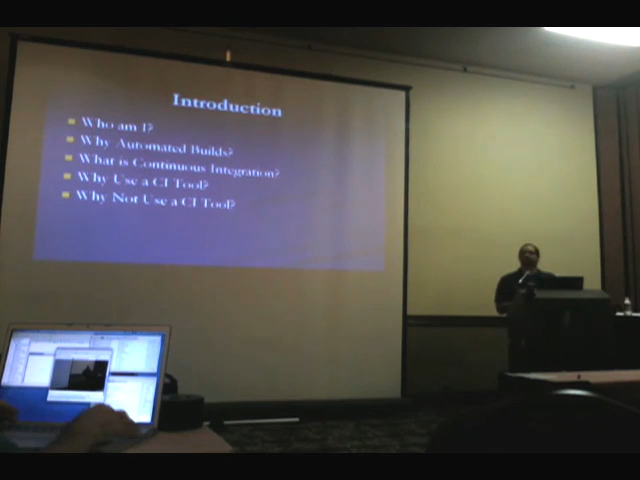 Introduction
Who am I?
Why Automated Builds?
What is Continuous Integration?
Why Use a CI Tool?
Why Not Use a CI Tool?